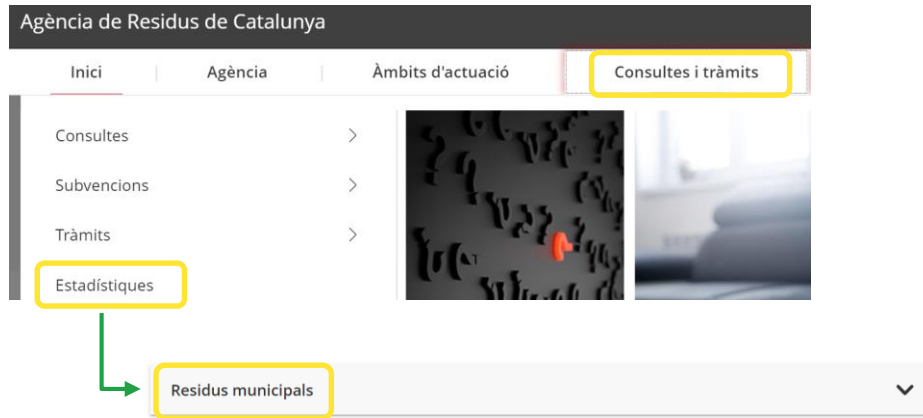 Agència de Residus de Catalunya
Inici Agència Àmbits d'actuació Consultes i tràmits
Consultes
Subvencions
Tràmits
Estadístiques
Residus municipals